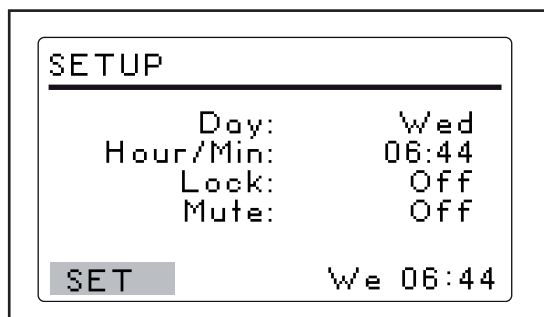 SETUP
Day: Wed
Hour/Min: 06:44
Lock: Off
Mute: Off
SET We 06:44